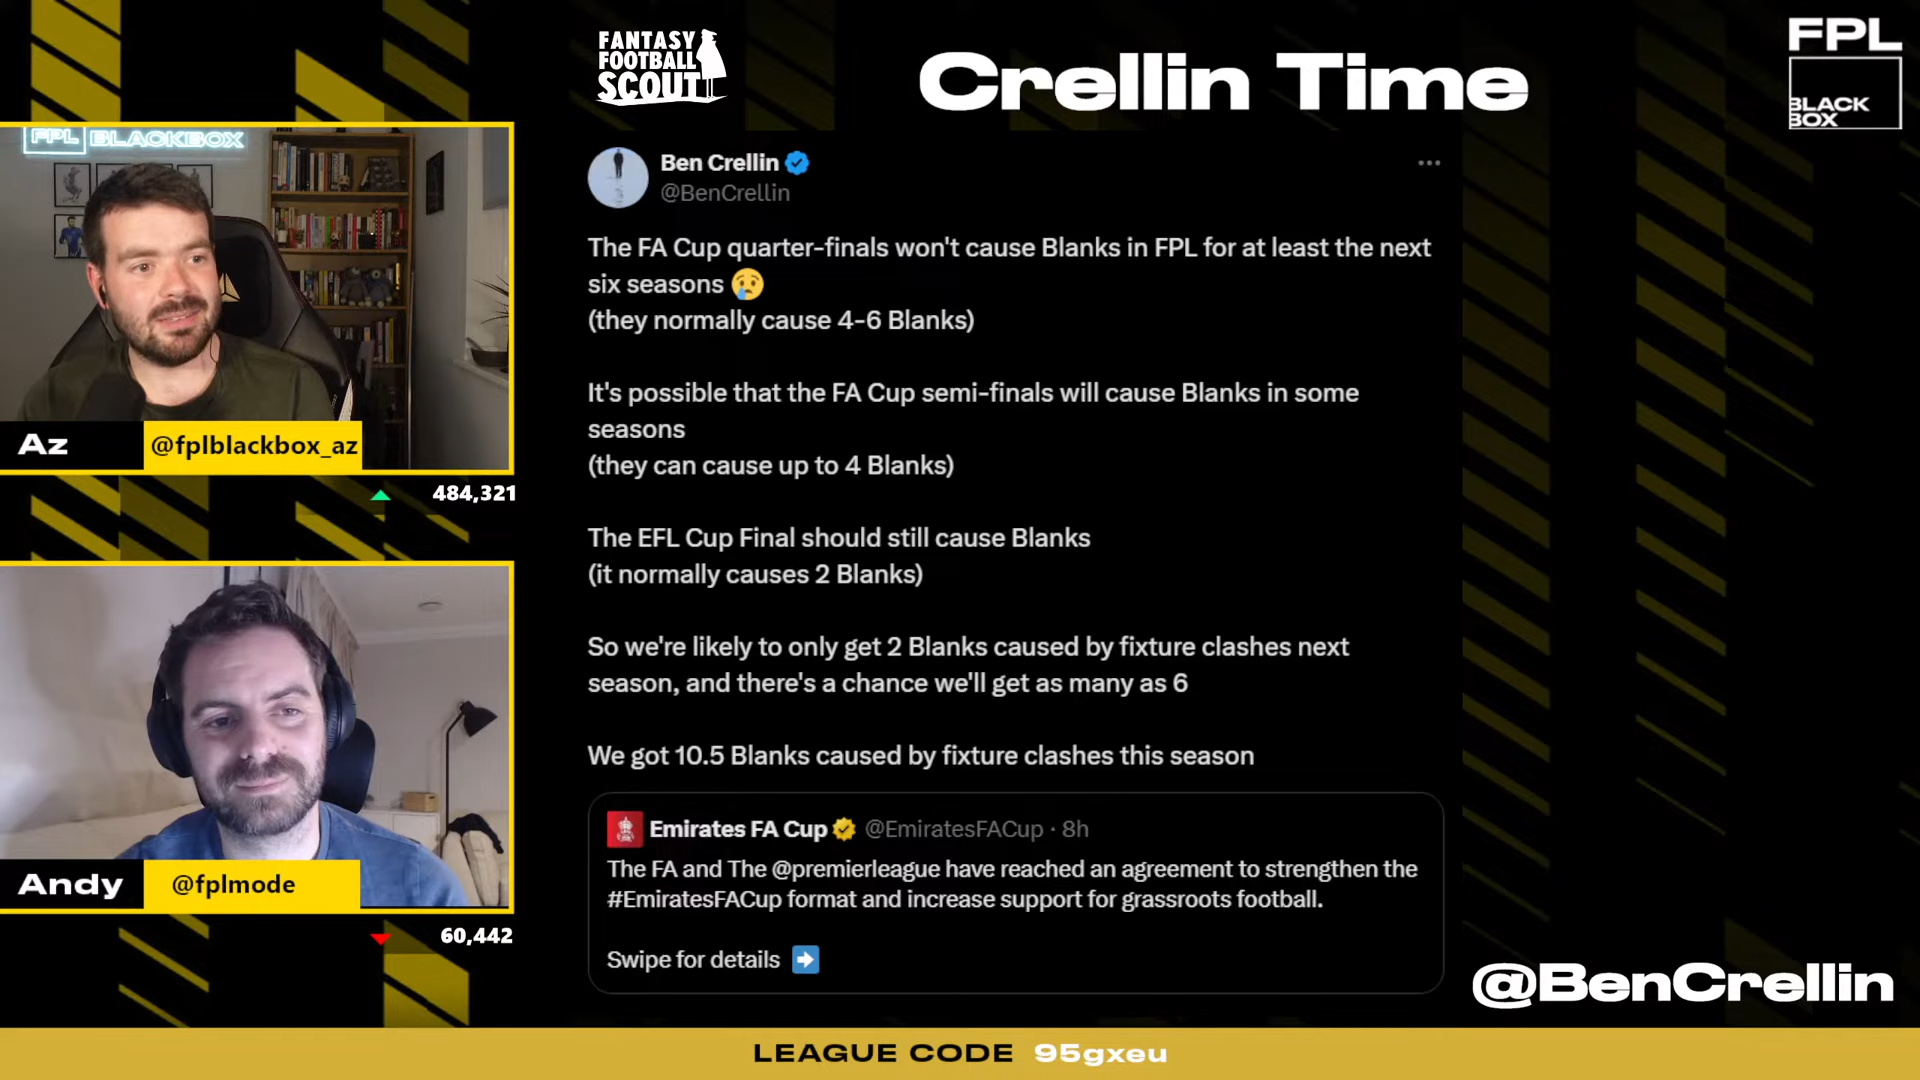 FANTASY
FOOTBALL
SCOUT
Crellin Time
FPL
BLACK
BOX
FPL BLACKBOX
Az
@fplblackbox_az
484,321
Andy
@fplmode
60,442
Ben Crellin
@BenCrellin
The FA Cup quarter-finals won't cause Blanks in FPL for at least the next
six seasons 😢
(they normally cause 4-6 Blanks)
It's possible that the FA Cup semi-finals will cause Blanks in some
seasons
(they can cause up to 4 Blanks)
The EFL Cup Final should still cause Blanks
(it normally causes 2 Blanks)
So we're likely to only get 2 Blanks caused by fixture clashes next
season, and there's a chance we'll get as many as 6
We got 10.5 Blanks caused by fixture clashes this season
Emirates FA Cup @EmiratesFACup · 8h
The FA and The @premierleague have reached an agreement to strengthen the
#EmiratesFACup format and increase support for grassroots football.
Swipe for details ➡️
@BenCrellin
LEAGUE CODE 95gxeu